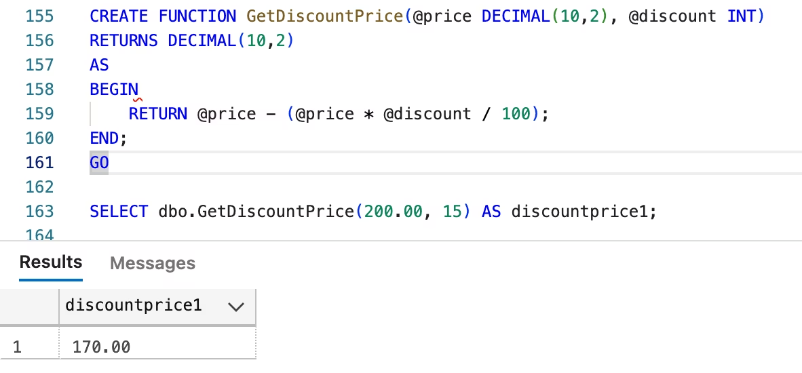 155 CREATE FUNCTION GetDiscountPrice(@price DECIMAL(10,2), @discount INT)
156 RETURNS DECIMAL(10,2)
157 AS
158 BEGIN
159 RETURN @price - (@price * @discount / 100);
160 END;
161 GO
162
163 SELECT dbo.GetDiscountPrice(200.00, 15) AS discountprice1;
164
Results Messages
discountprice1
1 170.00